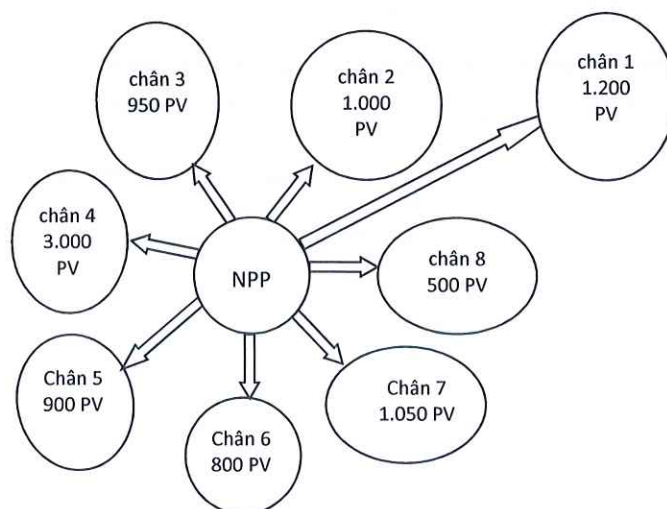 chân 1
1.200
PV
chân 2
1.000
PV
chân 3
950 PV
chân 4
3.000
PV
NPP
chân 8
500 PV
Chân 5
900 PV
Chân 7
1.050 PV
Chân 6
800 PV